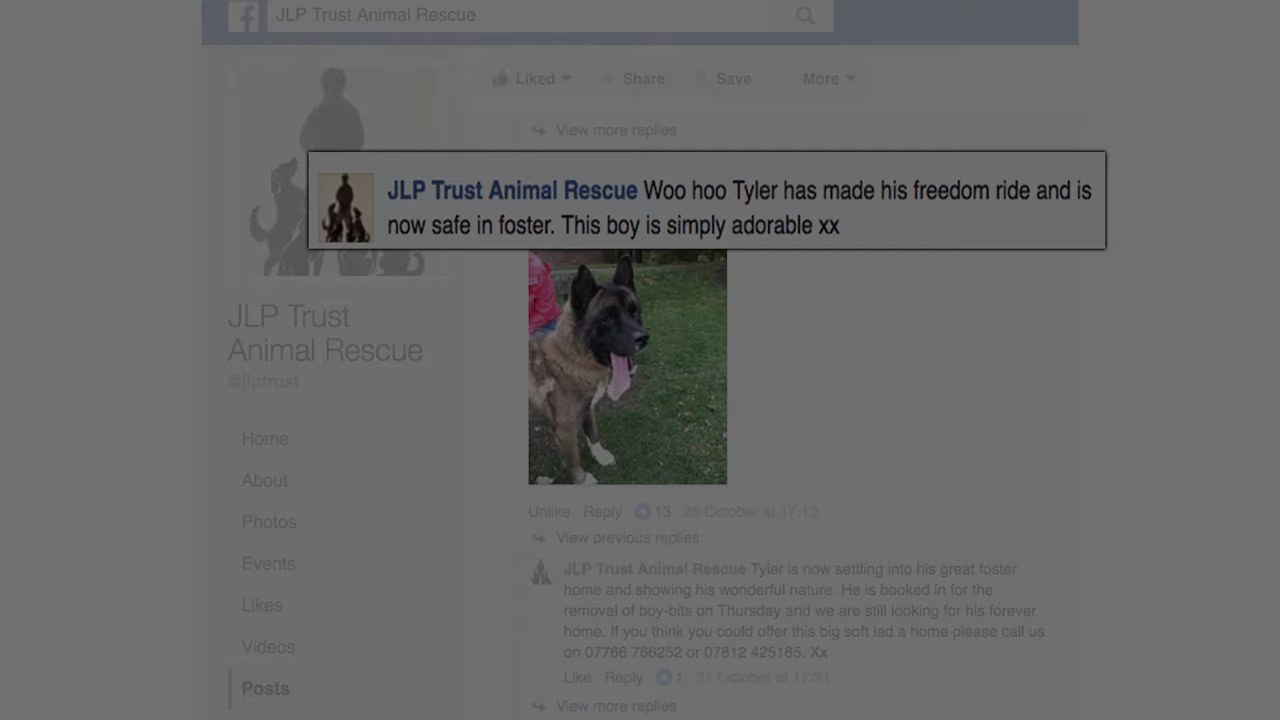 JLP Trust Animal Rescue
Liked Share Save More
View more replies
JLP Trust Animal Rescue Woo hoo Tyler has made his freedom ride and is
now safe in foster. This boy is simply adorable xx
JLP Trust
Animal Rescue
@jlptrust
Home
About
Photos
Events
Likes
Videos
Posts
Unlike Reply 13 28 October at 17:19
View previous replies
JLP Trust Animal Rescue Tyler is now settling into his great foster
home and showing his wonderful nature. He is booked in for the
removal of boy-bits on Thursday and we are still looking for his forever
home. If you think you could offer this big soft lad a home please call us
on 07766 766252 or 07812 425185. Xx
Like Reply 1 31 October at 17:31
View more replies